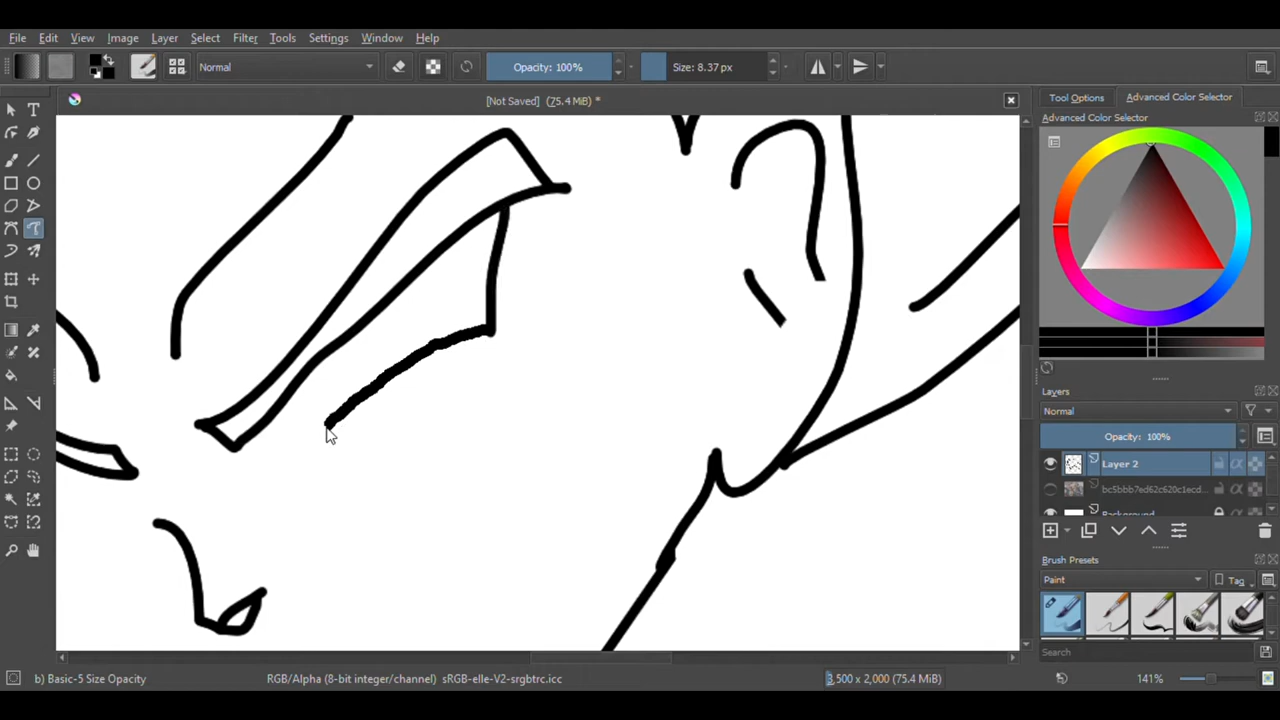 File Edit View Image Layer Select Filter Tools Settings Window Help
Normal
Opacity: 100%
Size: 8.37 px
[Not Saved] (75.4 MiB) *
Tool Options
Advanced Color Selector
Advanced Color Selector
Layers
Normal
Opacity: 100%
Layer 2
bc5bbb7ed62c620c1ecd...
Background
Brush Presets
Paint
Tag
Search
b) Basic-5 Size Opacity
RGB/Alpha (8-bit integer/channel) sRGB-elle-V2-srgbtrc.icc
3,500 x 2,000 (75.4 MiB)
141%